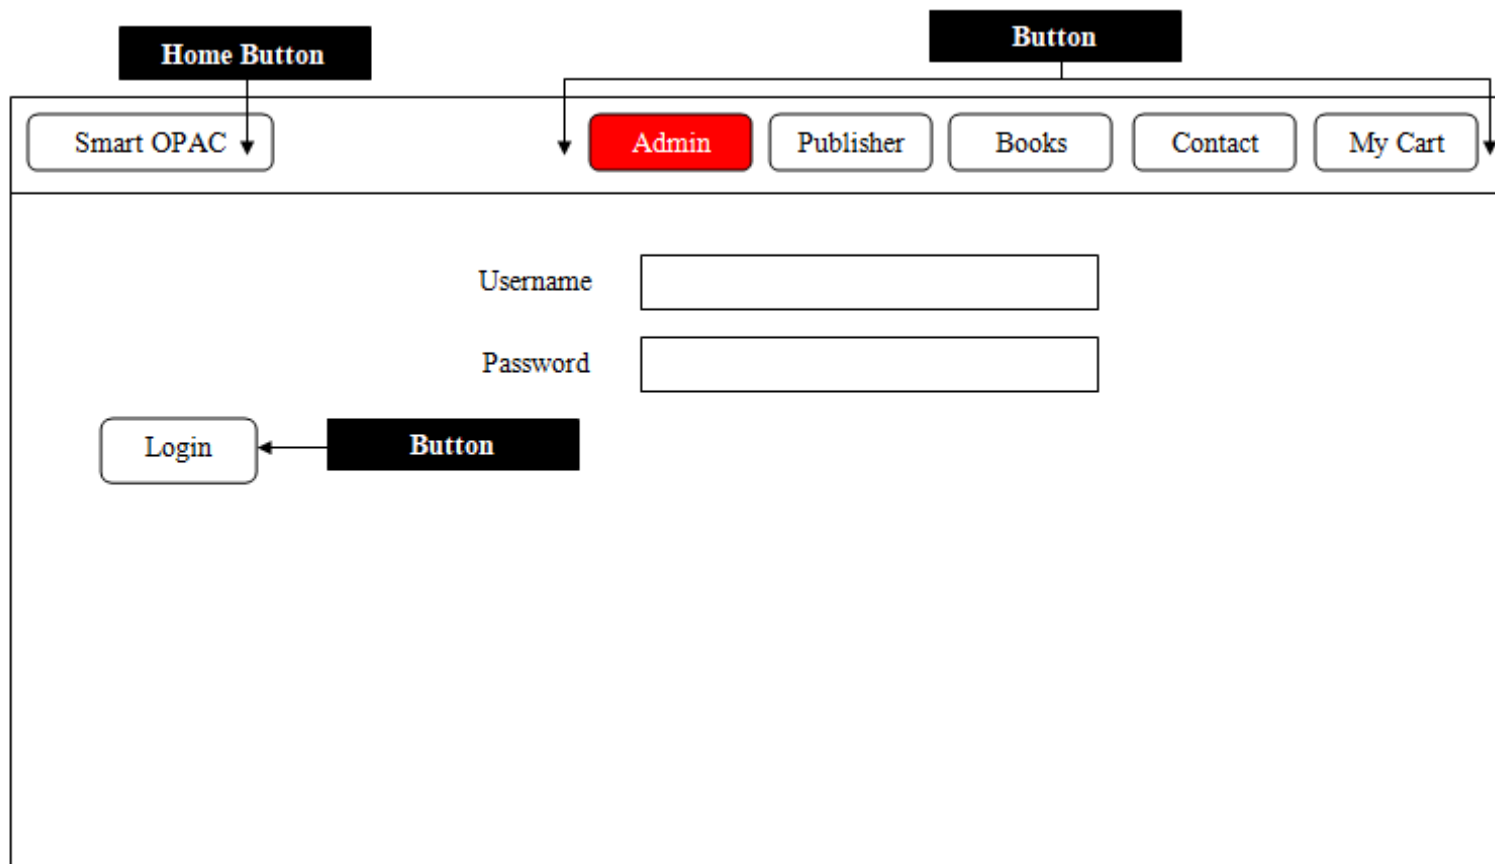 Home Button
Button
Smart OPAC
Admin
Publisher
Books
Contact
My Cart
Username
Password
Login
Button